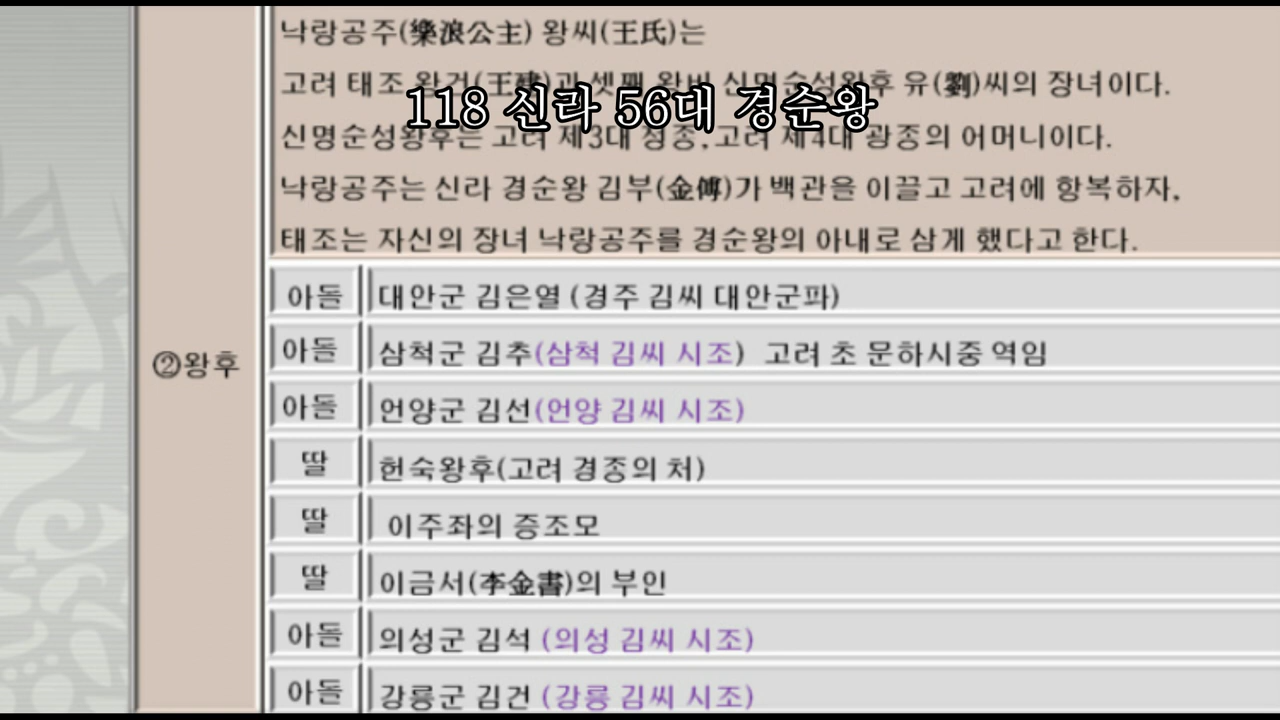 낙랑공주(樂浪公主) 왕씨(王氏)는
고려 태조 왕건(王建)과 셋째 왕비 신명순성왕후 유(劉)씨의 장녀이다.
118 신라 56대 경순왕
신명순성왕후는 고려 제3대 정종,고려 제4대 광종의 어머니이다.
낙랑공주는 신라 경순왕 김부(金傅)가 백관을 이끌고 고려에 항복하자,
태조는 자신의 장녀 낙랑공주를 경순왕의 아내로 삼게 했다고 한다.
②왕후
아들 대안군 김은열 (경주 김씨 대안군파)
아들 삼척군 김추(삼척 김씨 시조) 고려 초 문하시중 역임
아들 언양군 김선(언양 김씨 시조)
딸 헌숙왕후(고려 경종의 처)
딸 이주좌의 증조모
딸 이금서(李金書)의 부인
아들 의성군 김석 (의성 김씨 시조)
아들 강릉군 김건 (강릉 김씨 시조)